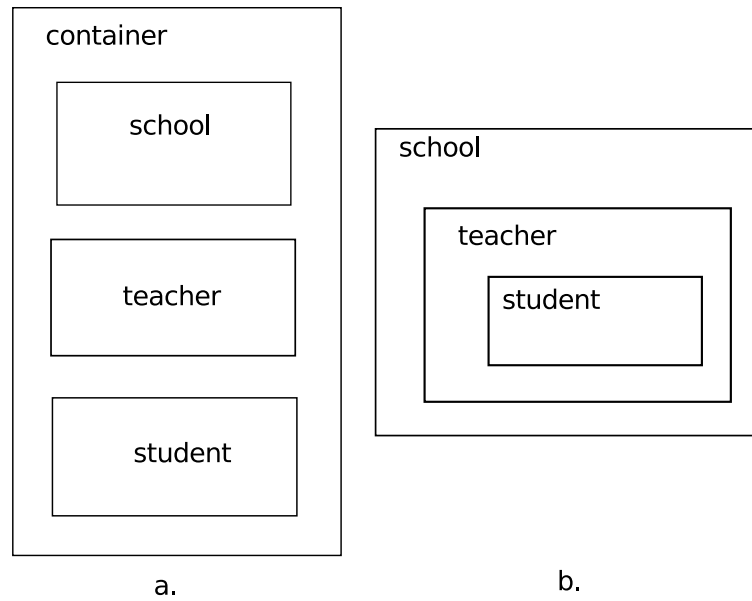 container
school
teacher
student
a.
school
teacher
student
b.